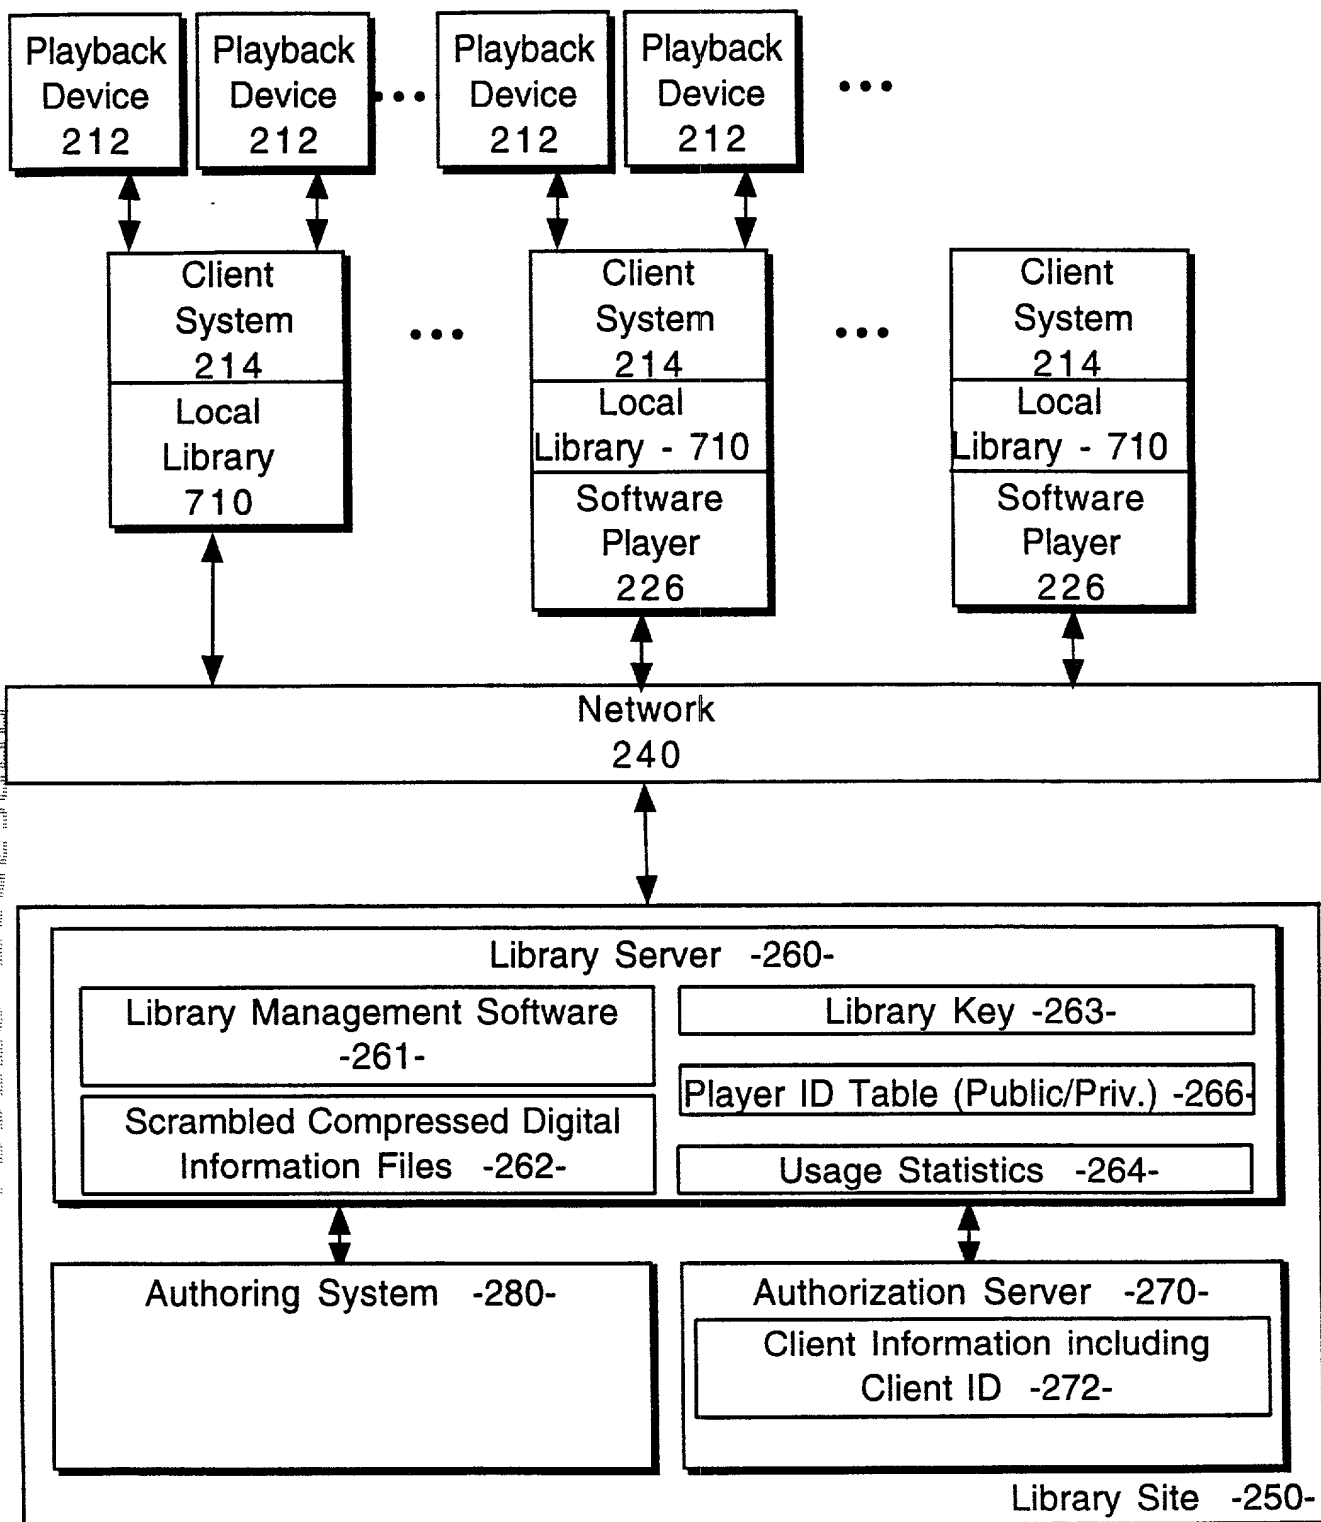 Playback
Device
212
Playback
Device
212
Playback
Device
212
Playback
Device
212
Client
System
214
Local
Library
710
Client
System
214
Local
Library - 710
Software
Player
226
Client
System
214
Local
Library - 710
Software
Player
226
Network
240
Library Server -260-
Library Management Software
-261-
Scrambled Compressed Digital
Information Files -262-
Library Key -263-
Player ID Table (Public/Priv.) -266-
Usage Statistics -264-
Authoring System -280-
Authorization Server -270-
Client Information including
Client ID -272-
Library Site -250-